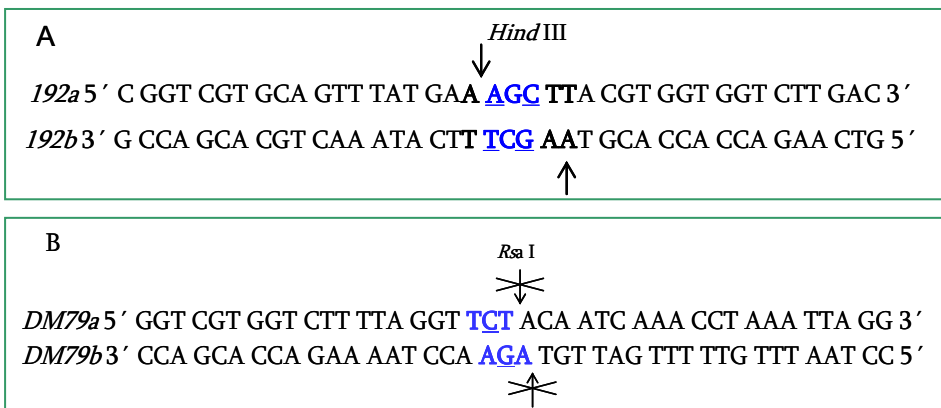 A
Hind III
192a 5´ C GGT CGT GCA GTT TAT GAA AGC TTA CGT GGT GGT CTT GAC 3´
192b 3´ G CCA GCA CGT CAA ATA CTT TCG AAT GCA CCA CCA GAA CTG 5´
B
Rsa I
DM79a 5´ GGT CGT GGT CTT TTA GGT TCT ACA ATC AAA CCT AAA TTA GG 3´
DM79b 3´ CCA GCA CCA GAA AAT CCA AGA TGT TAG TTT TTG TTT AAT CC 5´